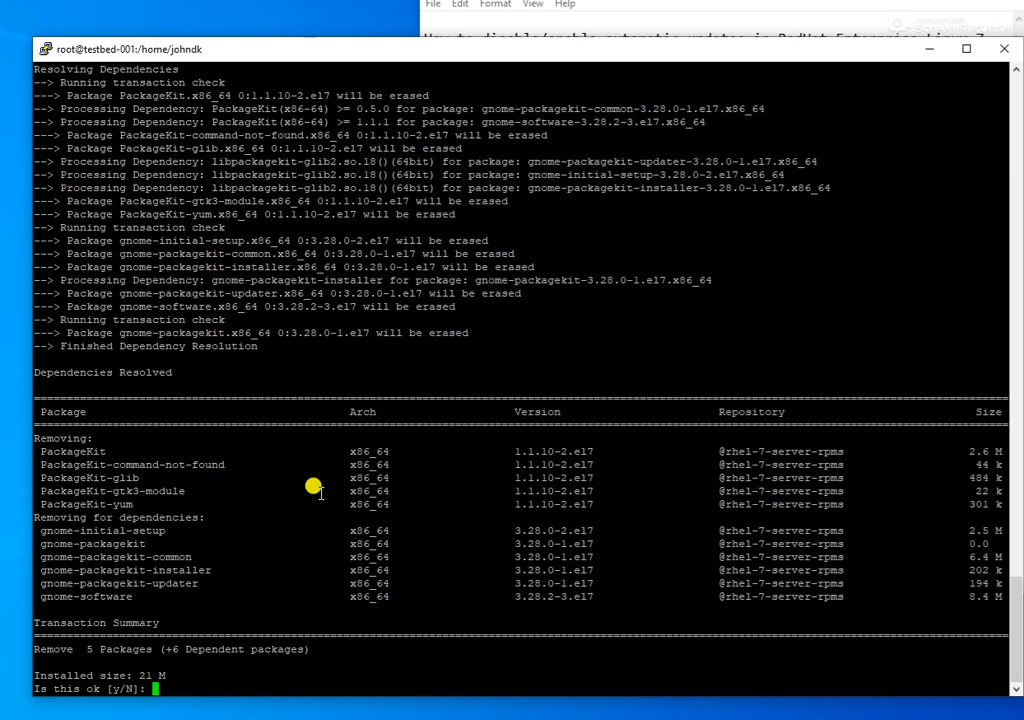 File Edit Format View Help
How to disable/enable automatic updates in RedHat Enterprise Linux 7
root@testbed-001:/home/johndk
Resolving Dependencies
--> Running transaction check
---> Package PackageKit.x86_64 0:1.1.10-2.el7 will be erased
--> Processing Dependency: PackageKit(x86-64) >= 0.5.0 for package: gnome-packagekit-common-3.28.0-1.el7.x86_64
--> Processing Dependency: PackageKit(x86-64) >= 1.1.1 for package: gnome-software-3.28.2-3.el7.x86_64
---> Package PackageKit-command-not-found.x86_64 0:1.1.10-2.el7 will be erased
---> Package PackageKit-glib.x86_64 0:1.1.10-2.el7 will be erased
--> Processing Dependency: libpackagekit-glib2.so.18()(64bit) for package: gnome-packagekit-updater-3.28.0-1.el7.x86_64
--> Processing Dependency: libpackagekit-glib2.so.18()(64bit) for package: gnome-initial-setup-3.28.0-2.el7.x86_64
--> Processing Dependency: libpackagekit-glib2.so.18()(64bit) for package: gnome-packagekit-installer-3.28.0-1.el7.x86_64
---> Package PackageKit-gtk3-module.x86_64 0:1.1.10-2.el7 will be erased
---> Package PackageKit-yum.x86_64 0:1.1.10-2.el7 will be erased
--> Running transaction check
---> Package gnome-initial-setup.x86_64 0:3.28.0-2.el7 will be erased
---> Package gnome-packagekit-common.x86_64 0:3.28.0-1.el7 will be erased
---> Package gnome-packagekit-installer.x86_64 0:3.28.0-1.el7 will be erased
--> Processing Dependency: gnome-packagekit-installer for package: gnome-packagekit-3.28.0-1.el7.x86_64
---> Package gnome-packagekit-updater.x86_64 0:3.28.0-1.el7 will be erased
---> Package gnome-software.x86_64 0:3.28.2-3.el7 will be erased
--> Running transaction check
---> Package gnome-packagekit.x86_64 0:3.28.0-1.el7 will be erased
--> Finished Dependency Resolution
Dependencies Resolved
Package Arch Version Repository Size
Removing:
PackageKit x86_64 1.1.10-2.el7 @rhel-7-server-rpms 2.6 M
PackageKit-command-not-found x86_64 1.1.10-2.el7 @rhel-7-server-rpms 44 k
PackageKit-glib x86_64 1.1.10-2.el7 @rhel-7-server-rpms 484 k
PackageKit-gtk3-module x86_64 1.1.10-2.el7 @rhel-7-server-rpms 22 k
PackageKit-yum x86_64 1.1.10-2.el7 @rhel-7-server-rpms 301 k
Removing for dependencies:
gnome-initial-setup x86_64 3.28.0-2.el7 @rhel-7-server-rpms 2.5 M
gnome-packagekit x86_64 3.28.0-1.el7 @rhel-7-server-rpms 0.0
gnome-packagekit-common x86_64 3.28.0-1.el7 @rhel-7-server-rpms 6.4 M
gnome-packagekit-installer x86_64 3.28.0-1.el7 @rhel-7-server-rpms 202 k
gnome-packagekit-updater x86_64 3.28.0-1.el7 @rhel-7-server-rpms 194 k
gnome-software x86_64 3.28.2-3.el7 @rhel-7-server-rpms 8.4 M
Transaction Summary
Remove 5 Packages (+6 Dependent packages)
Installed size: 21 M
Is this ok [y/N]: